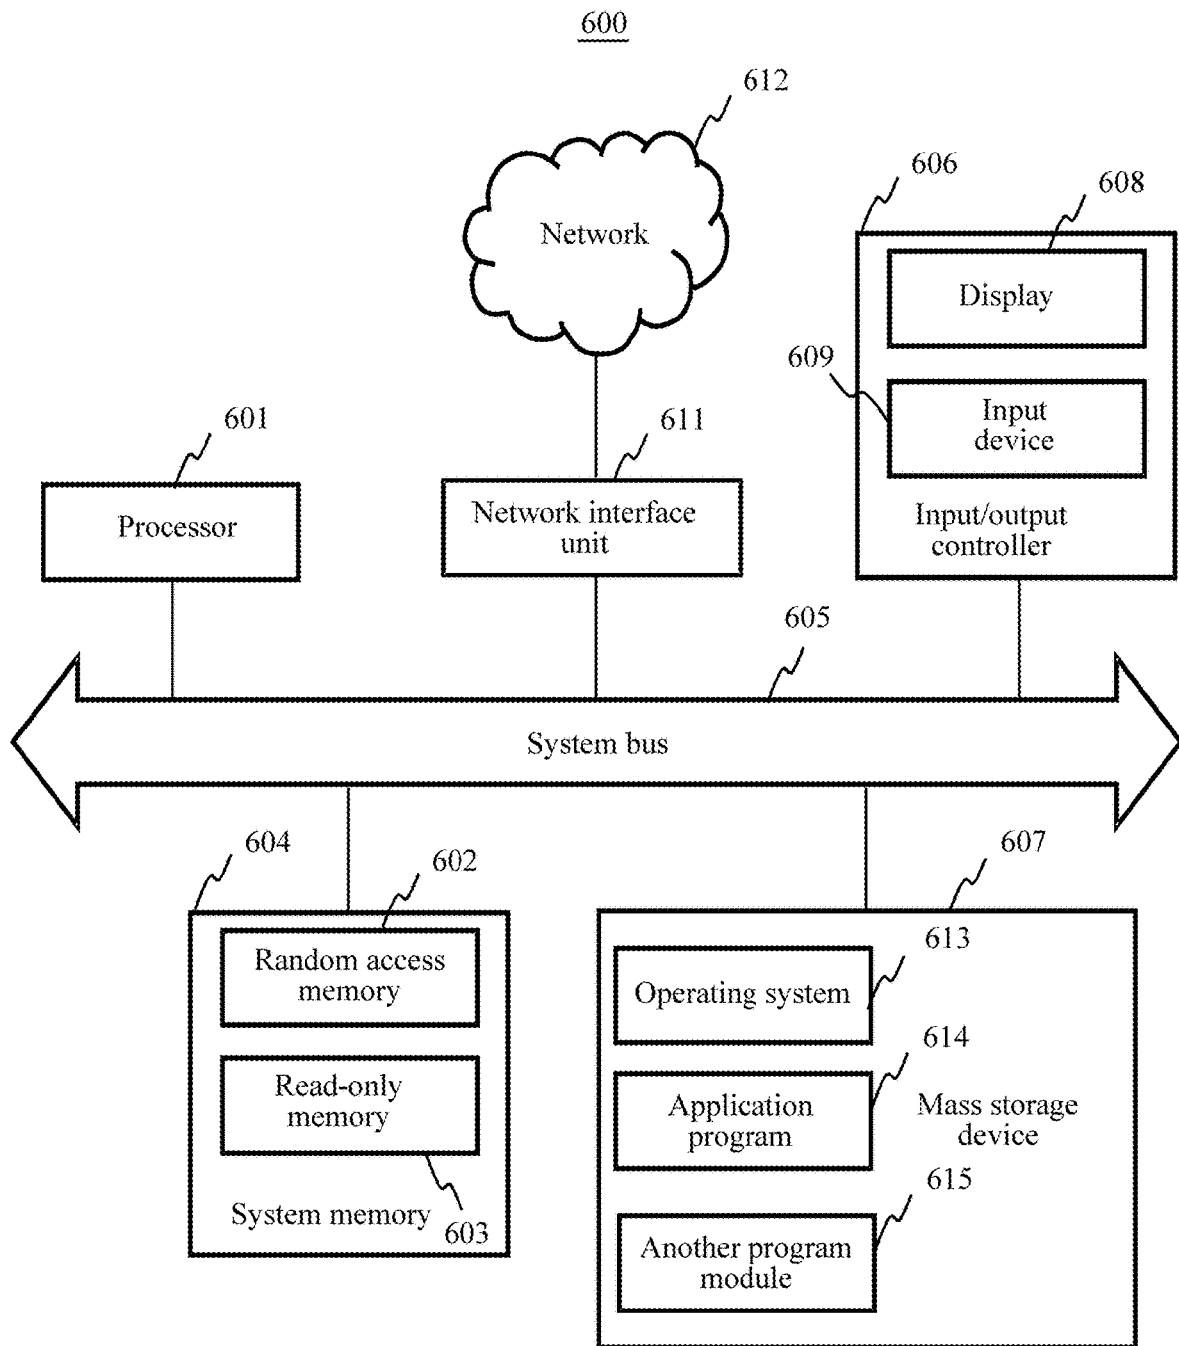 600
612
Network
606
608
Display
609
Input
device
Input/output
controller
601
Processor
611
Network interface
unit
605
System bus
604
602
Random access
memory
Read-only
memory
System memory
603
607
613
Operating system
614
Application
program
Mass storage
device
615
Another program
module